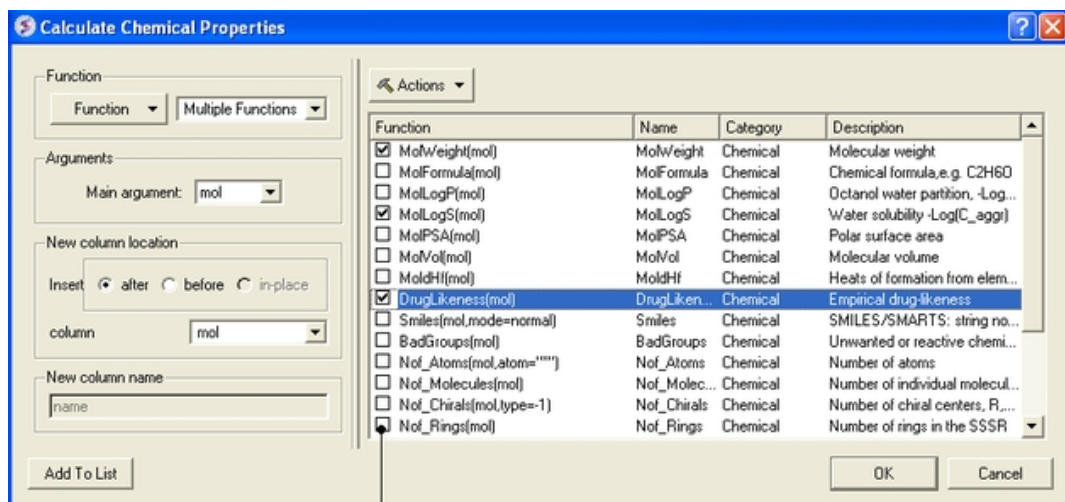 Calculate Chemical Properties
Function
Function Multiple Functions
Arguments
Main argument: mol
New column location
Insert after before in-place
column mol
New column name
name
Add To List
Actions
Function Name Category Description
MolWeight(mol) MolWeight Chemical Molecular weight
MolFormula(mol) MolFormula Chemical Chemical formula,e.g. C2H6O
MolLogP(mol) MolLogP Chemical Octanol water partition, -Log...
MolLogS(mol) MolLogS Chemical Water solubility -Log(C_aggr)
MolPSA(mol) MolPSA Chemical Polar surface area
MolVol(mol) MolVol Chemical Molecular volume
MoldHf(mol) MoldHf Chemical Heats of formation from elem...
DrugLikeness(mol) DrugLiken... Chemical Empirical drug-likeness
Smiles(mol,mode=normal) Smiles Chemical SMILES/SMARTS: string no...
BadGroups(mol) BadGroups Chemical Unwanted or reactive chemi...
Nof_Atoms(mol,atom="""") Nof_Atoms Chemical Number of atoms
Nof_Molecules(mol) Nof_Molec... Chemical Number of individual molecul...
Nof_Chirals(mol,type=-1) Nof_Chirals Chemical Number of chiral centers, R,...
Nof_Rings(mol) Nof_Rings Chemical Number of rings in the SSSR
OK Cancel